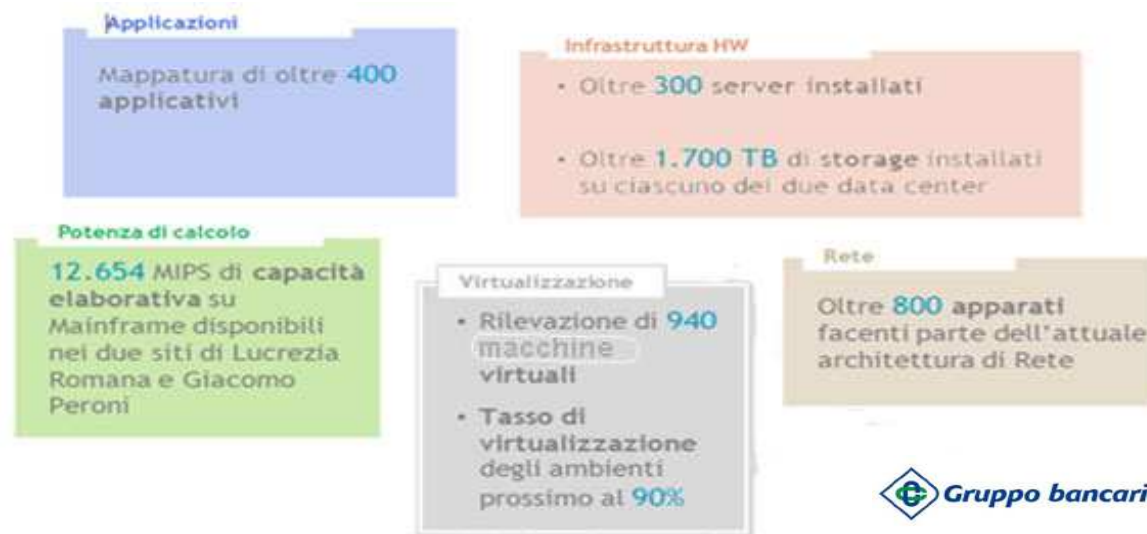 Applicazioni
Mappatura di oltre 400
applicativi
Infrastruttura HW
• Oltre 300 server installati
• Oltre 1.700 TB di storage installati
su ciascuno dei due data center
Potenza di calcolo
12.654 MIPS di capacità
elaborativa su
Mainframe disponibili
nei due siti di Lucrezia
Romana e Giacomo
Peroni
Virtualizzazione
• Rilevazione di 940
macchine
virtuali
• Tasso di
virtualizzazione
degli ambienti
prossimo al 90%
Rete
Oltre 800 apparati
facenti parte dell'attuale
architettura di Rete
Gruppo bancari